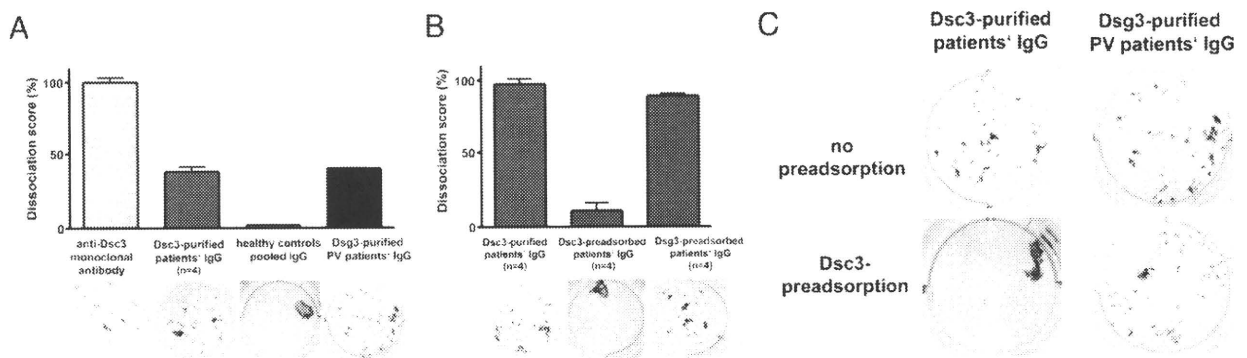 A
Dissociation score (%)
100
50
0
anti-Dsc3
monoclonal
antibody
Dsc3-purified
patients' IgG
(n=4)
healthy controls
pooled IgG
Dsg3-purified
PV patients' IgG
B
Dissociation score (%)
100
50
0
Dsc3-purified
patients' IgG
(n=4)
Dsc3-preadsorbed
patients' IgG
(n=4)
Dsg3-preadsorbed
patients' IgG
(n=4)
C
Dsc3-purified
patients' IgG
Dsg3-purified
PV patients' IgG
no
preadsorption
Dsc3-
preadsorption